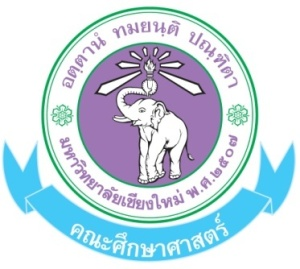 อตฺตานํ ทมยนฺติ ปณฺฑิตา
มหาวิทยาลัยเชียงใหม่ พ.ศ.๒๕๐๗
คณะศึกษาศาสตร์